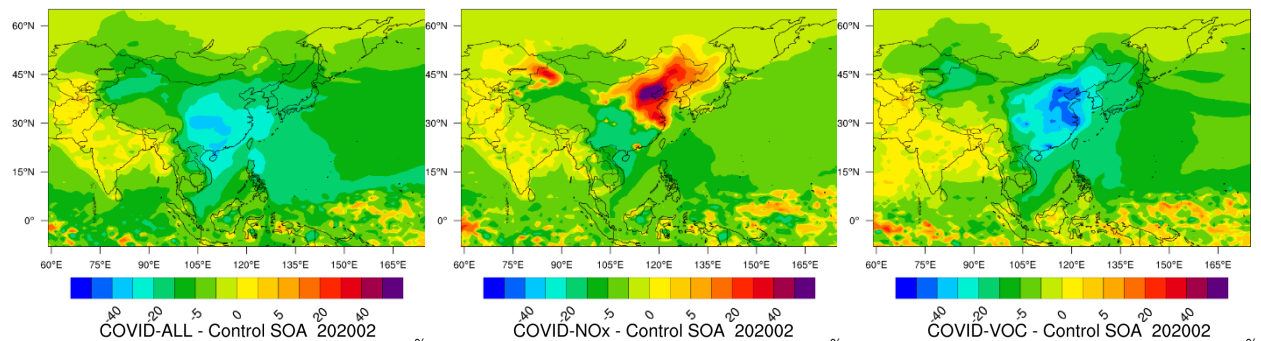 60°N
45°N
30°N
15°N
0°
60°E 75°E 90°E 105°E 120°E 135°E 150°E 165°E
-40 -20 -5 0 5 20 40
COVID-ALL - Control SOA 202002
%
60°N
45°N
30°N
15°N
0°
60°E 75°E 90°E 105°E 120°E 135°E 150°E 165°E
-40 -20 -5 0 5 20 40
COVID-NOx - Control SOA 202002
%
60°N
45°N
30°N
15°N
0°
60°E 75°E 90°E 105°E 120°E 135°E 150°E 165°E
-40 -20 -5 0 5 20 40
COVID-VOC - Control SOA 202002
%